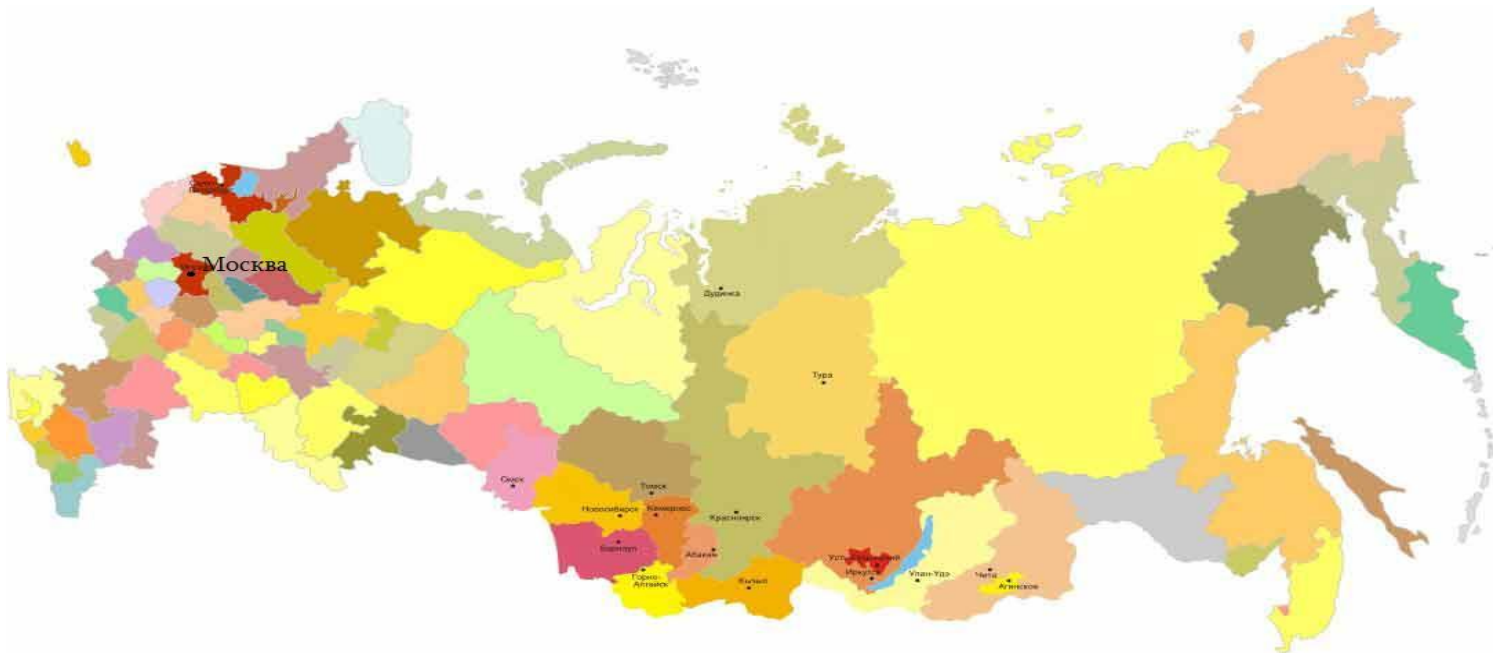 Москва
Дудинка
Тура
Омск
Томск
Новосибирск
Кемерово
Красноярск
Барнаул
Абакан
Горно-
Алтайск
Кызыл
Иркутск
Улан-Удэ
Чита
Агинское